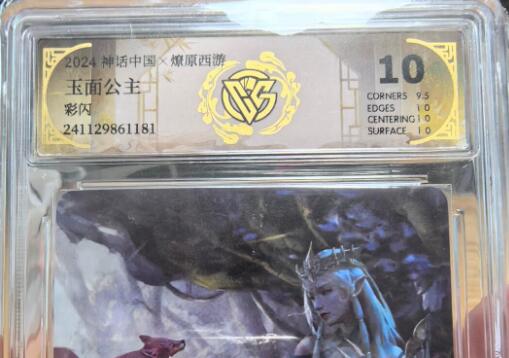 2024 神话中国×燎原西游
玉面公主
彩闪
241129861181
CCS
10
CORNERS 9.5
EDGES 10
CENTERING 10
SURFACE 10